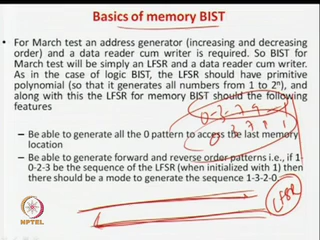 Basics of memory BIST
• For March test an address generator (increasing and decreasing
order) and a data reader cum writer is required. So BIST for
March test will be simply an LFSR and a data reader cum writer.
As in the case of logic BIST, the LFSR should have primitive
polynomial (so that it generates all numbers from 1 to 2ⁿ), and
along with this the LFSR for memory BIST should the following
features
– Be able to generate all the 0 pattern to access the last memory
location
– Be able to generate forward and reverse order patterns i.e., if 1-
0-2-3 be the sequence of the LFSR (when initialized with 1) then
there should be a mode to generate the sequence 1-3-2-0.
LFSR
NPTEL